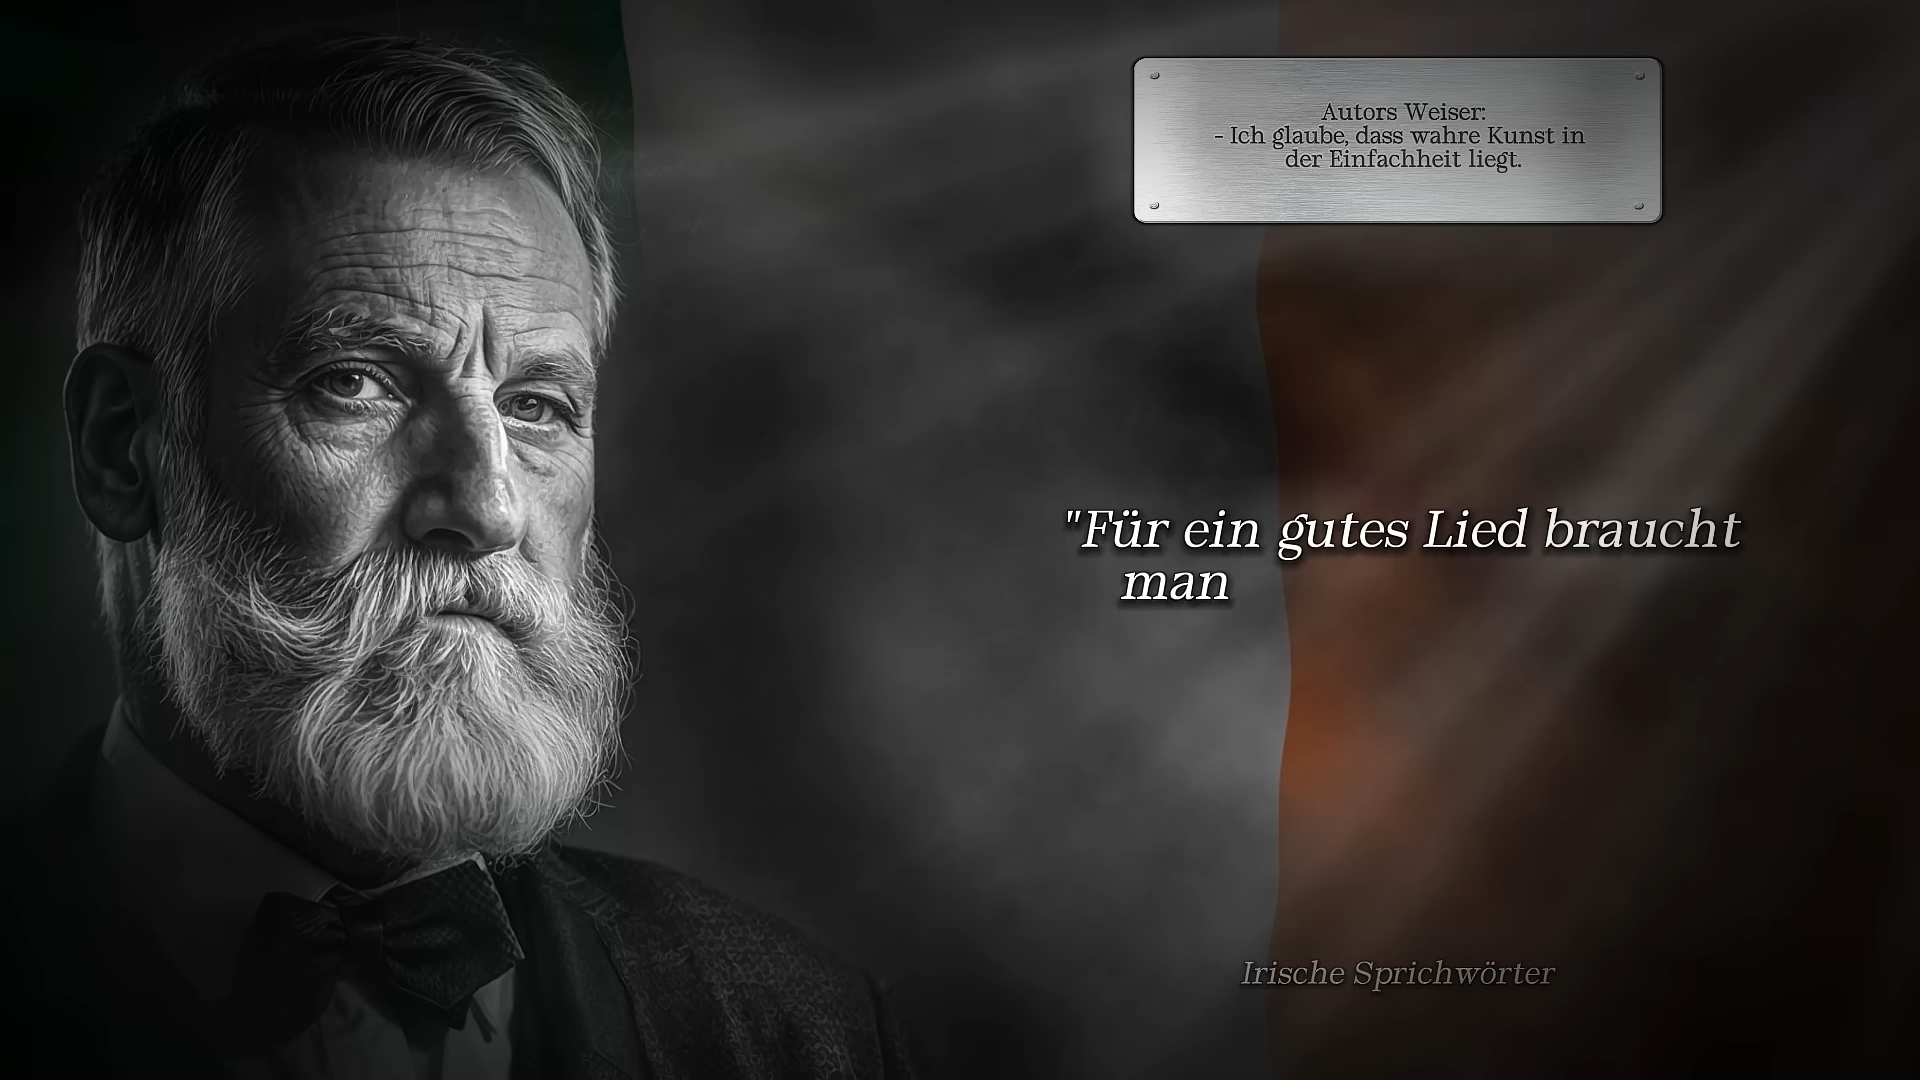 Autors Weiser:
- Ich glaube, dass wahre Kunst in
der Einfachheit liegt.
"Für ein gutes Lied braucht
man
Irische Sprichwörter